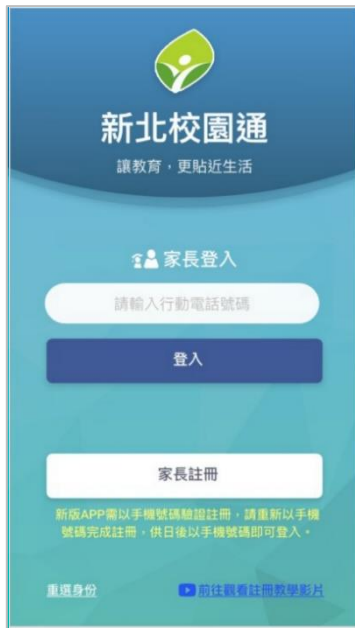 新北校園通
讓教育，更貼近生活
家長登入
請輸入行動電話號碼
登入
家長註冊
新版APP需以手機號碼驗證註冊，請重新以手機
號碼完成註冊，供日後以手機號碼即可登入。
重選身份
前往觀看註冊教學影片